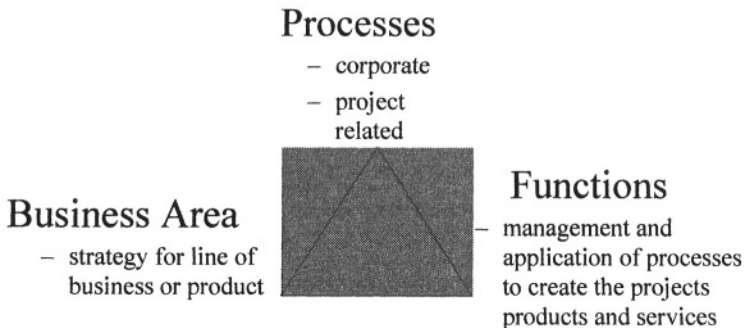 Processes
– corporate
– project
related
Business Area
– strategy for line of
business or product
Functions
– management and
application of processes
to create the projects
products and services